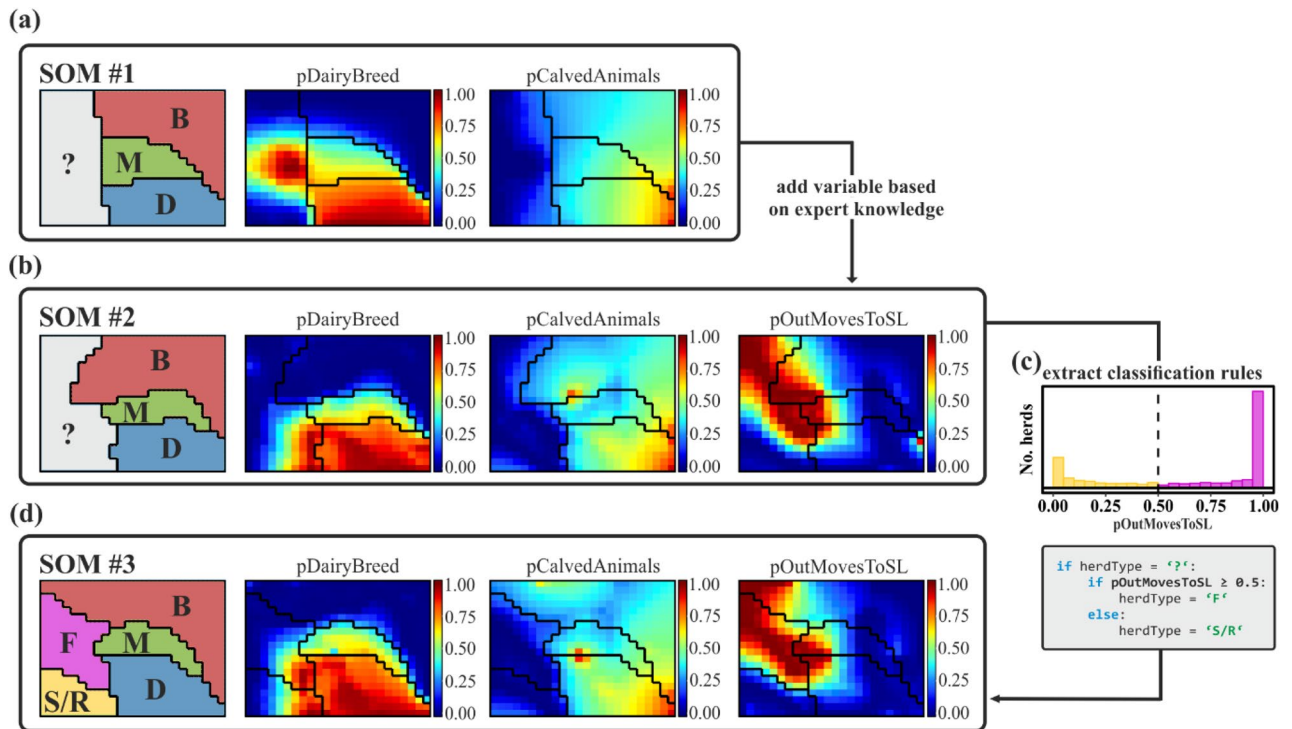 (a)
SOM #1
pDairyBreed
pCalvedAnimals
B
M
?
D
1.00
0.75
0.50
0.25
0.00
1.00
0.75
0.50
0.25
0.00
add variable based
on expert knowledge
(b)
SOM #2
pDairyBreed
pCalvedAnimals
pOutMovesToSL
B
M
?
D
1.00
0.75
0.50
0.25
0.00
1.00
0.75
0.50
0.25
0.00
1.00
0.75
0.50
0.25
0.00
(c)
extract classification rules
No. herds
0.00 0.25 0.50 0.75 1.00
pOutMovesToSL
if herdType = ‘?‘:
if pOutMovesToSL ≥ 0.5:
herdType = ‘F‘
else:
herdType = ‘S/R‘
(d)
SOM #3
pDairyBreed
pCalvedAnimals
pOutMovesToSL
B
F
M
S/R
D
1.00
0.75
0.50
0.25
0.00
1.00
0.75
0.50
0.25
0.00
1.00
0.75
0.50
0.25
0.00